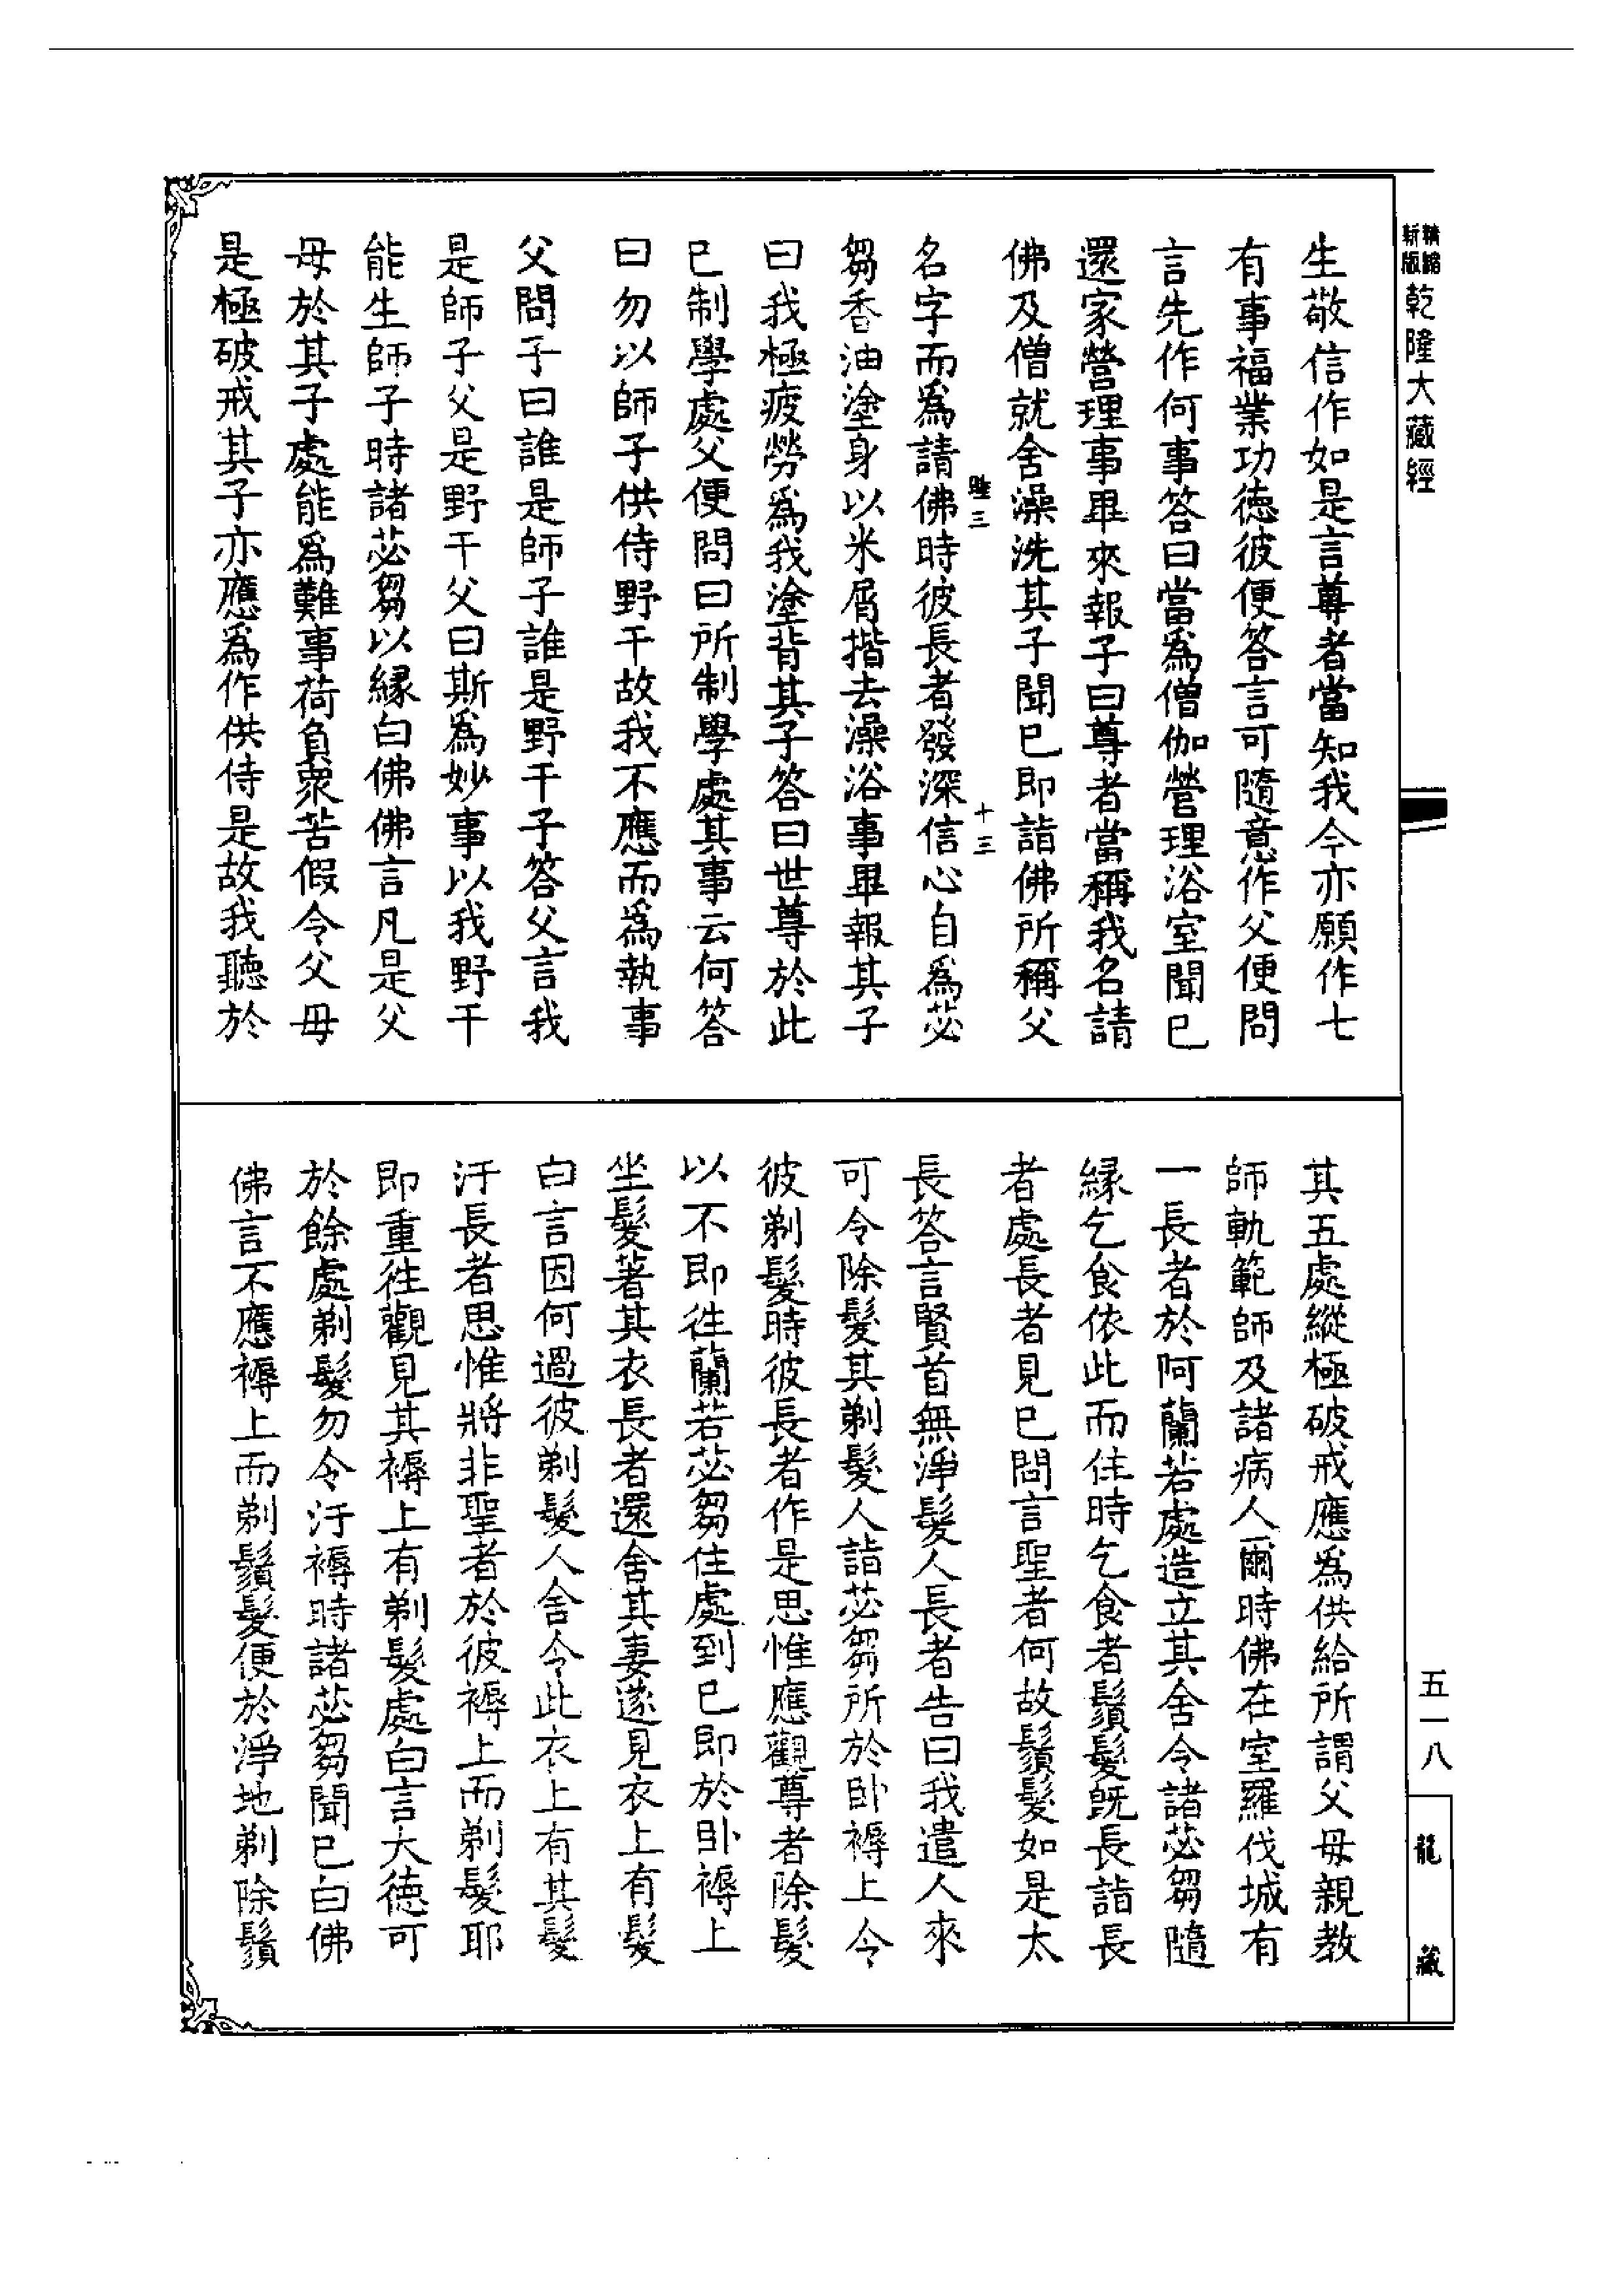 精縮
新版
乾隆大藏經
生敬信作如是言尊者當知我今亦願作七
有事福業功德彼便答言可隨意作父便問
言先作何事答曰當為僧伽營理浴室聞已
還家營理事畢來報子曰尊者當稱我名請
佛及僧就舍澡洗其子聞已即詣佛所稱父
名字而為請佛時彼長者發深信心自為苾
三
十三
芻香油塗身以米屑揩去澡浴事畢報其子
曰我極疲勞為我塗背其子答曰世尊於此
已制學處父便問曰所制學處其事云何答
曰勿以師子供侍野干故我不應而為執事
父問子曰誰是師子誰是野干子答父言我
是師子父是野干父曰斯為妙事以我野干
能生師子時諸苾芻以緣白佛佛言凡是父
母於其子處能為難事荷負衆苦假令父母
是極破戒其子亦應為作供侍是故我聽於
其五處縱極破戒應為供給所謂父母親教
師軌範師及諸病人爾時佛在室羅伐城有
一長者於阿蘭若處造立其舍令諸苾芻隨
緣乞食依此而住時乞食者鬚髮既長詣長
者處長者見已問言聖者何故鬚髮如是太
長答言賢首無淨髮人長者告曰我遣人來
可令除髮其剃髮人詣苾芻所於卧褥上令
彼剃髮時彼長者作是思惟應觀尊者除髮
以不即往蘭若苾芻住處到已即於卧褥上
坐髮著其衣長者還舍其妻遂見衣上有髮
白言因何過彼剃髮人舍令此衣上有其髮
汙長者思惟將非聖者於彼褥上而剃髮耶
即重往觀見其褥上有剃髮處白言大德可
於餘處剃髮勿令汙褥時諸苾芻聞已白佛
佛言不應褥上而剃鬚髮便於淨地剃除鬚
五一八
龍藏